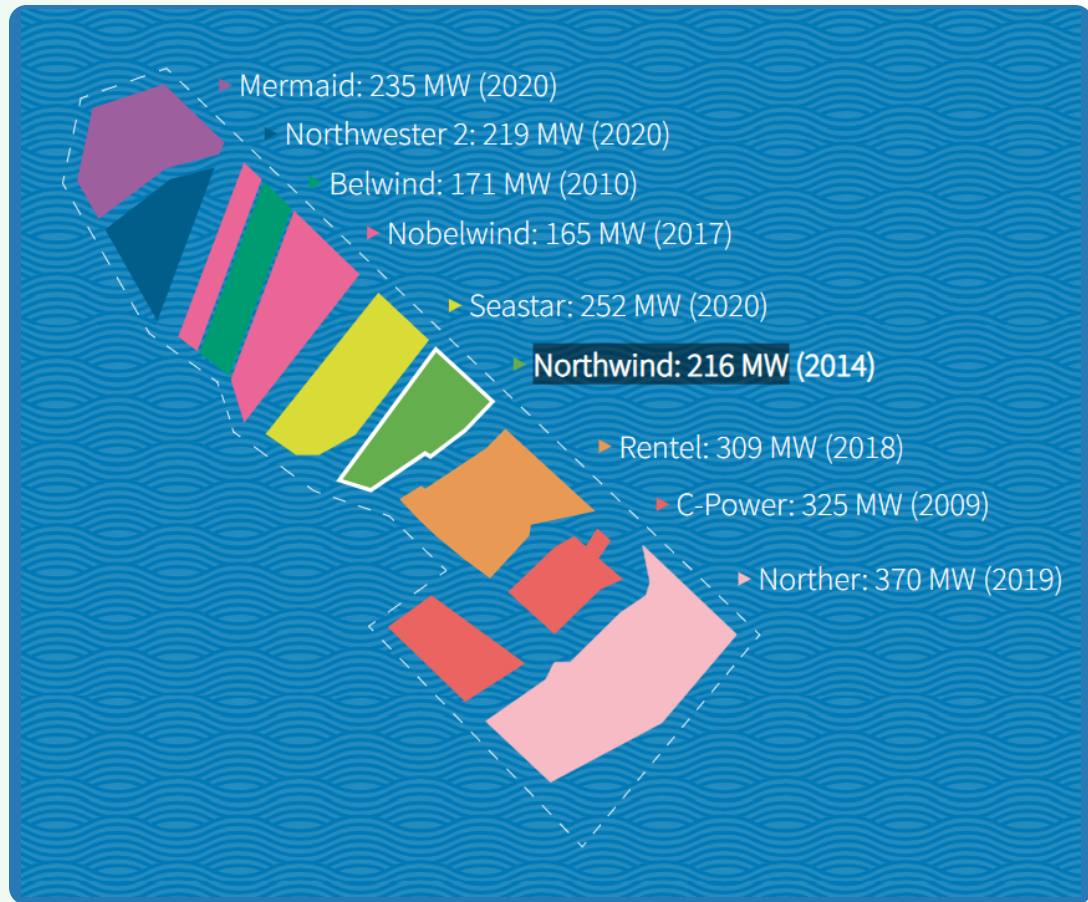 Mermaid: 235 MW (2020)
Northwester 2: 219 MW (2020)
Belwind: 171 MW (2010)
Nobelwind: 165 MW (2017)
Seastar: 252 MW (2020)
Northwind: 216 MW (2014)
Rentel: 309 MW (2018)
C-Power: 325 MW (2009)
Norther: 370 MW (2019)